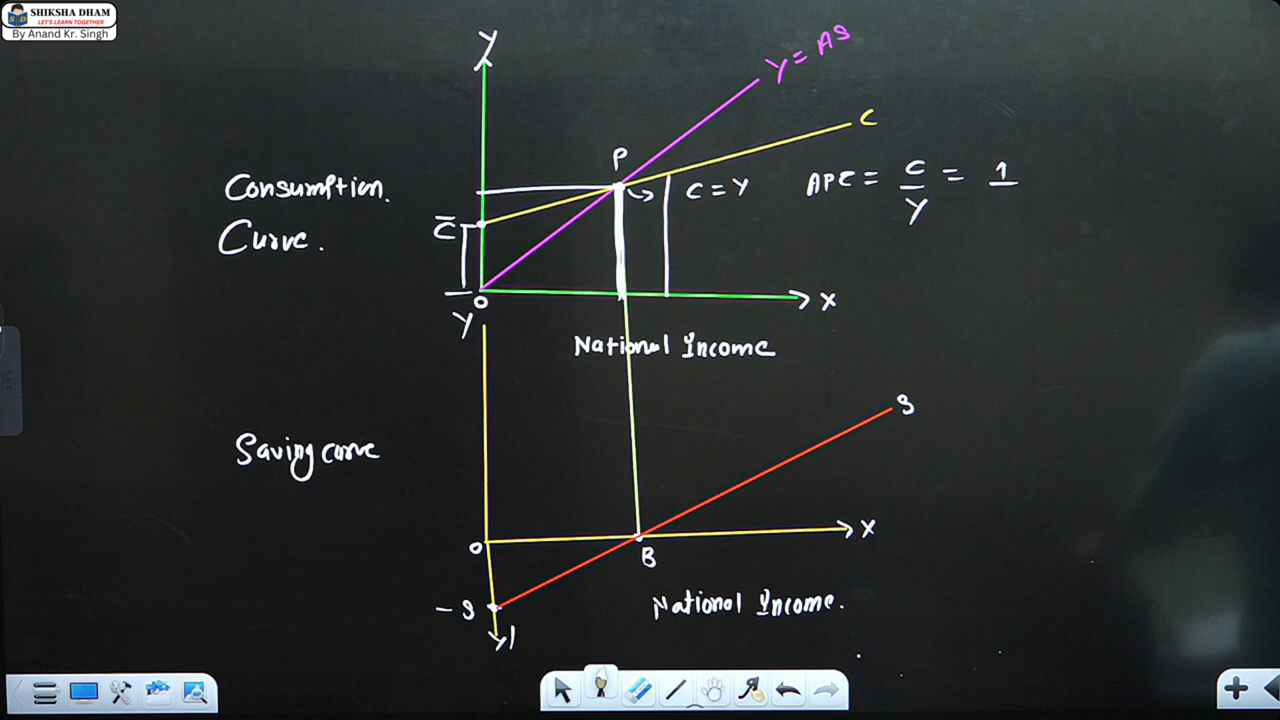 SHIKSHA DHAM
LET'S LEARN TOGETHER
By Anand Kr. Singh
Y
Y = AS
C
P
C = Y
APC = C/Y = 1
Consumption
Curve.
C̅
O
X
Y
National Income
S
Saving curve
O
X
B
-S
National Income.
Y1